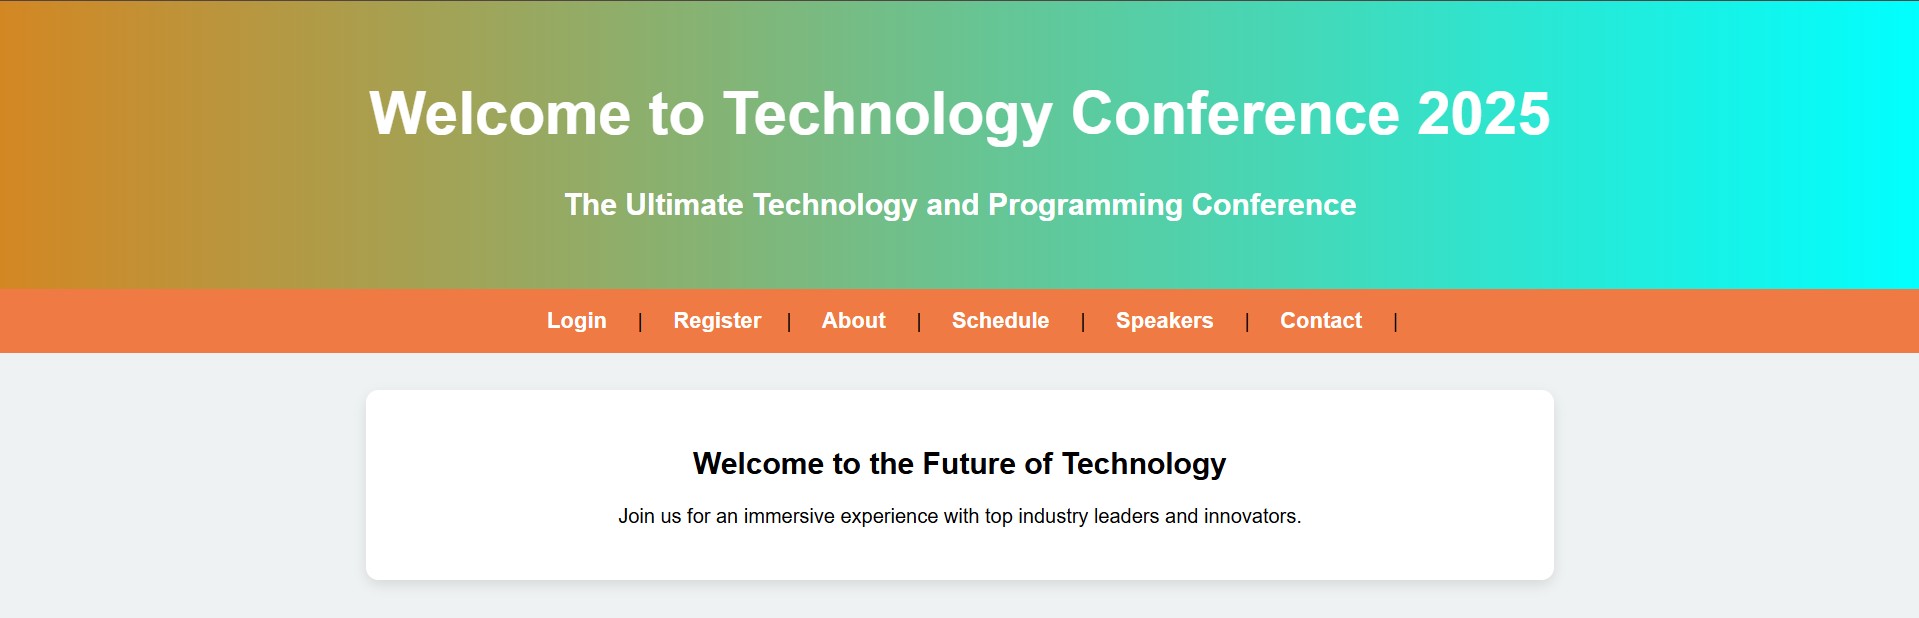 Welcome to Technology Conference 2025
The Ultimate Technology and Programming Conference
Login | Register | About | Schedule | Speakers | Contact |
Welcome to the Future of Technology
Join us for an immersive experience with top industry leaders and innovators.